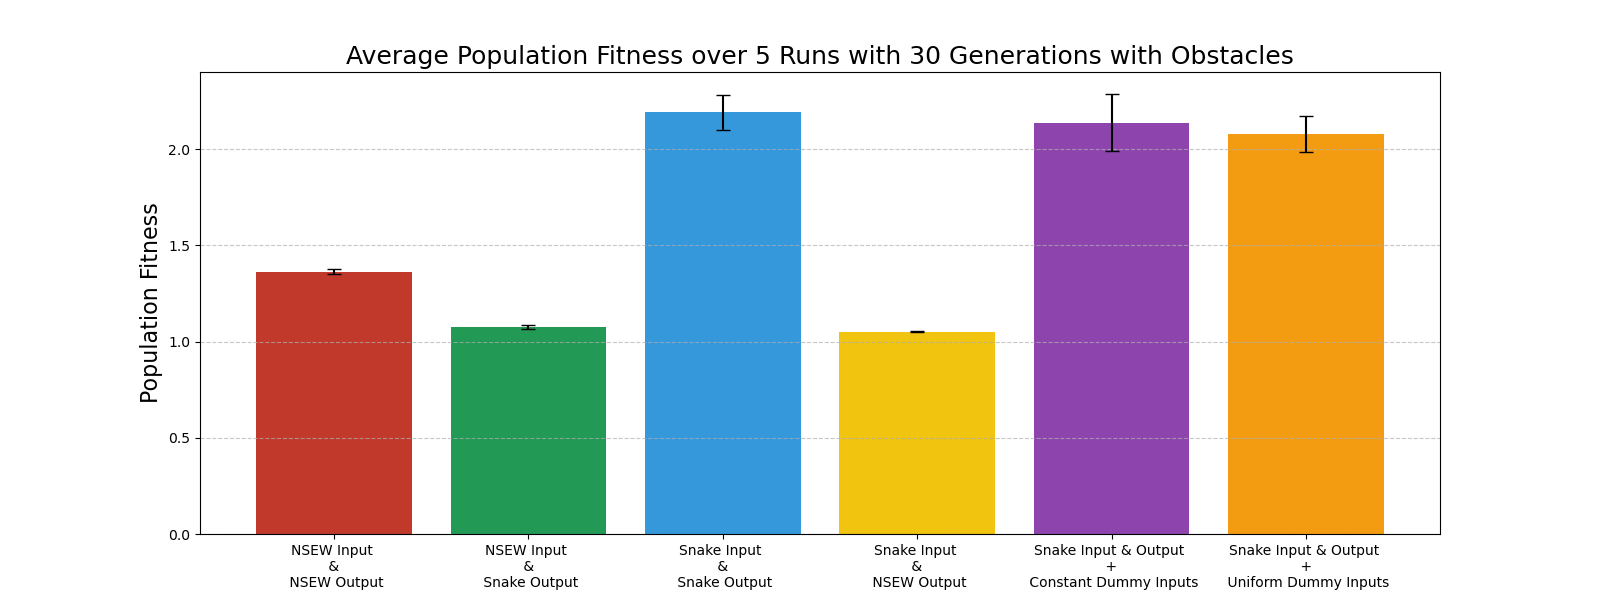 Average Population Fitness over 5 Runs with 30 Generations with Obstacles
Population Fitness
2.0
1.5
1.0
0.5
0.0
NSEW Input
&
NSEW Output
NSEW Input
&
Snake Output
Snake Input
&
Snake Output
Snake Input
&
NSEW Output
Snake Input & Output
+
Constant Dummy Inputs
Snake Input & Output
+
Uniform Dummy Inputs